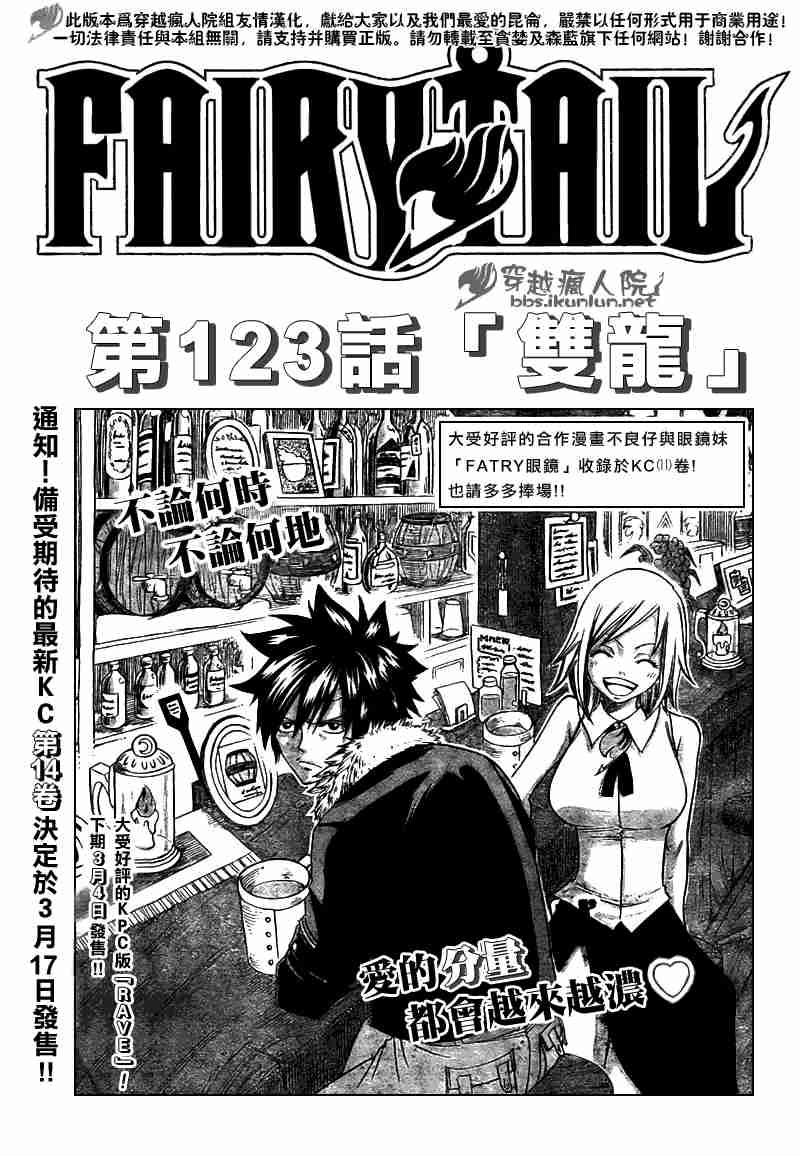 此版本爲穿越瘋人院組友情漢化，獻給大家以及我們最愛的昆侖，嚴禁以任何形式用于商業用途！
一切法律責任與本組無關，請支持并購買正版。請勿轉載至貪婪及森藍旗下任何網站！謝謝合作！
FAIRY TAIL
穿越瘋人院
bbs.ikunlun.net
第123話「雙龍」
通知！備受期待的最新KC第14卷決定於3月17日發售！！
大受好評的合作漫畫不良仔與眼鏡妹
「FATRY眼鏡」收錄於KC⑾卷！
也請多多捧場!!
不論何時
不論何地
大受好評的KPC版「RAVE」！
下期3月4日發售！！
愛的分量
都會越來越濃♡